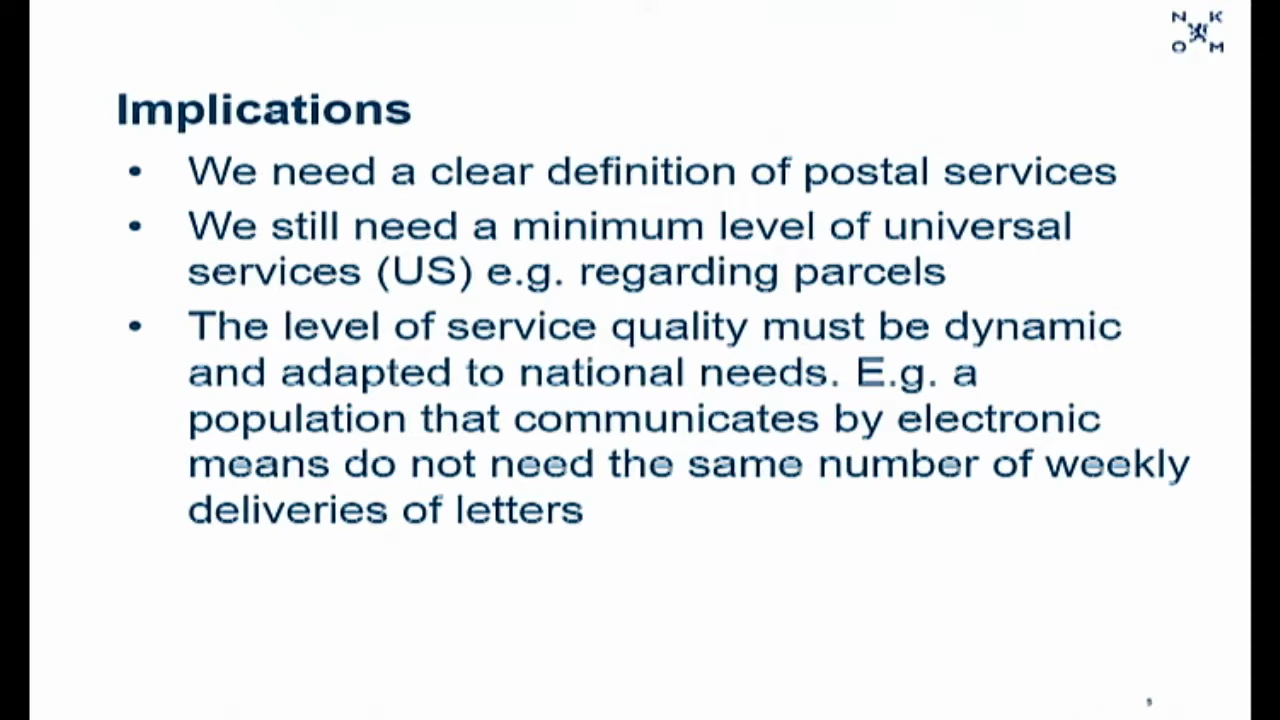 N K
O M
Implications
• We need a clear definition of postal services
• We still need a minimum level of universal
services (US) e.g. regarding parcels
• The level of service quality must be dynamic
and adapted to national needs. E.g. a
population that communicates by electronic
means do not need the same number of weekly
deliveries of letters